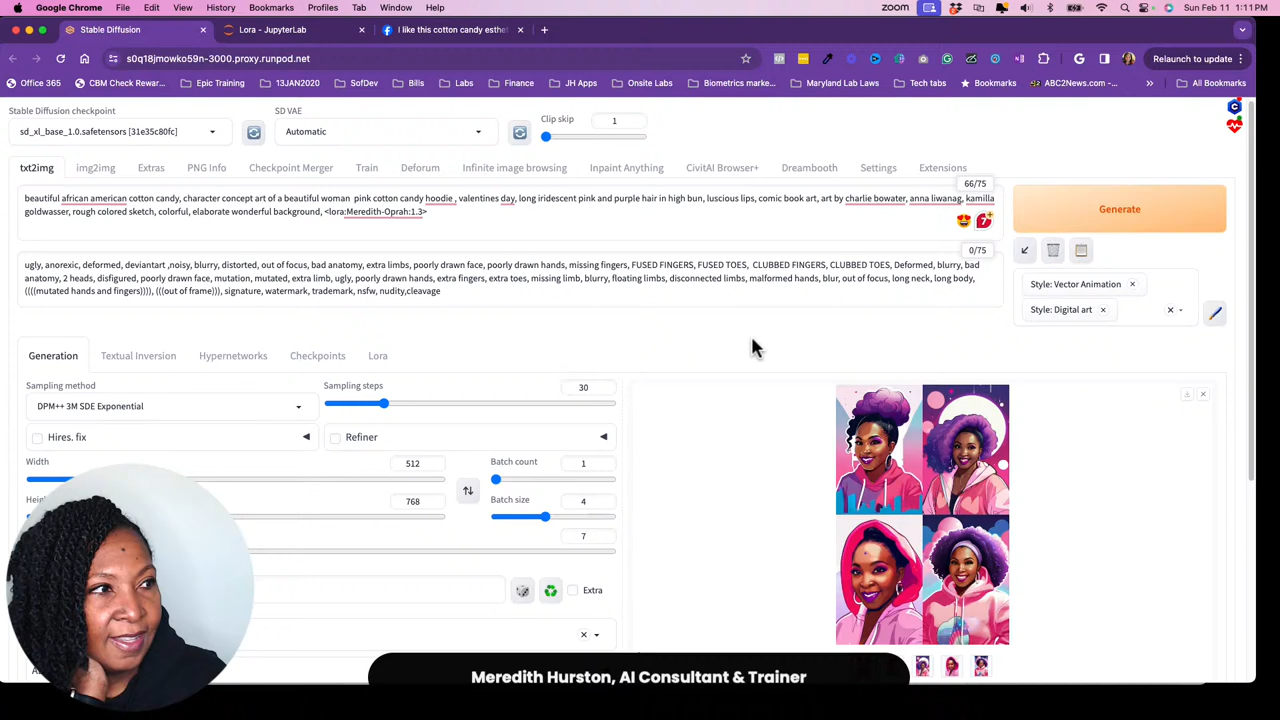 Google Chrome File Edit View History Bookmarks Profiles Tab Window Help zoom Sun Feb 11 1:11PM
Stable Diffusion Lora - JupyterLab I like this cotton candy esthe
s0q18jmowko59n-3000.proxy.runpod.net Relaunch to update
Office 365 CBM Check Rewar... Epic Training 13JAN2020 SofDev Bills Labs Finance JH Apps Onsite Labs Biometrics marke... Maryland Lab Laws Tech tabs Bookmarks ABC2News.com -... All Bookmarks
Stable Diffusion checkpoint SD VAE Clip skip 1
sd_xl_base_1.0.safetensors [31e35c80fc] Automatic
txt2img img2img Extras PNG Info Checkpoint Merger Train Deforum Infinite image browsing Inpaint Anything CivitAI Browser+ Dreambooth Settings Extensions
66/75
beautiful african american cotton candy, character concept art of a beautiful woman pink cotton candy hoodie , valentines day, long iridescent pink and purple hair in high bun, luscious lips, comic book art, art by charlie bowater, anna liwanag, kamilla
goldwasser, rough colored sketch, colorful, elaborate wonderful background, <lora:Meredith-Oprah:1.3>
Generate
0/75
ugly, anorexic, deformed, deviantart ,noisy, blurry, distorted, out of focus, bad anatomy, extra limbs, poorly drawn face, poorly drawn hands, missing fingers, FUSED FINGERS, FUSED TOES, CLUBBED FINGERS, CLUBBED TOES, Deformed, blurry, bad
anatomy, 2 heads, disfigured, poorly drawn face, mutation, mutated, extra limb, ugly, poorly drawn hands, extra fingers, extra toes, missing limb, blurry, floating limbs, disconnected limbs, malformed hands, blur, out of focus, long neck, long body,
((((mutated hands and fingers)))), (((out of frame))), signature, watermark, trademark, nsfw, nudity,cleavage
Style: Vector Animation
Style: Digital art
Generation Textual Inversion Hypernetworks Checkpoints Lora
Sampling method Sampling steps 30
DPM++ 3M SDE Exponential
Hires. fix Refiner
Width 512 Batch count 1
768 Batch size 4
7
Extra
Meredith Hurston, AI Consultant & Trainer